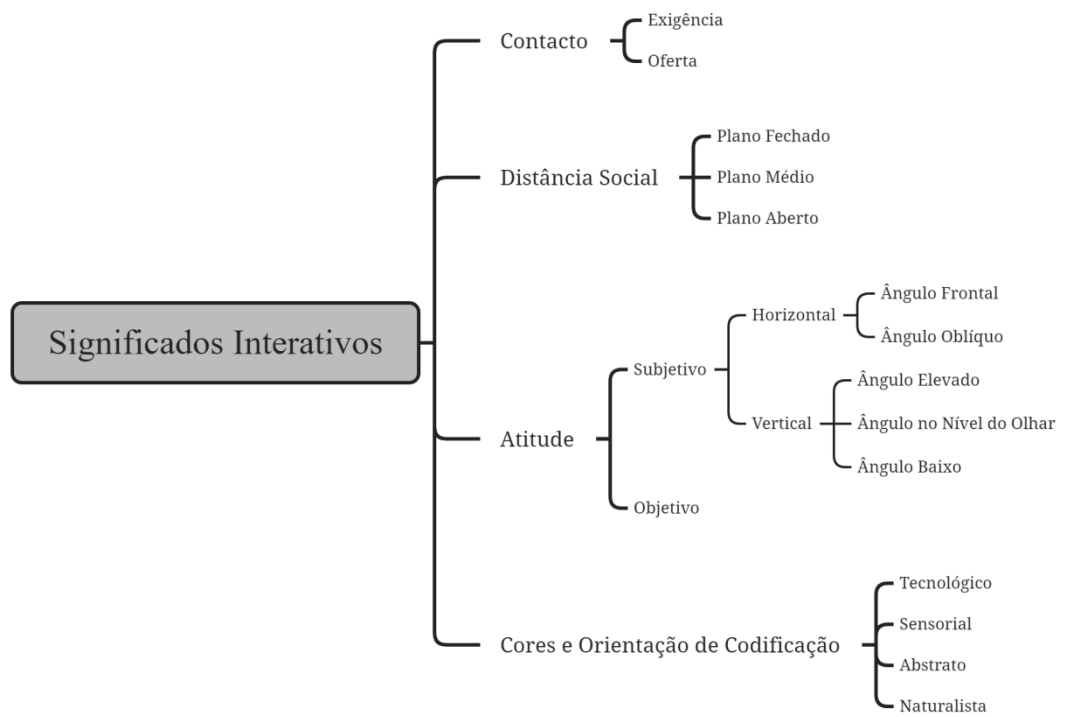 Significados Interativos
Contacto
Exigência
Oferta
Distância Social
Plano Fechado
Plano Médio
Plano Aberto
Atitude
Subjetivo
Horizontal
Ângulo Frontal
Ângulo Oblíquo
Vertical
Ângulo Elevado
Ângulo no Nível do Olhar
Ângulo Baixo
Objetivo
Cores e Orientação de Codificação
Tecnológico
Sensorial
Abstrato
Naturalista